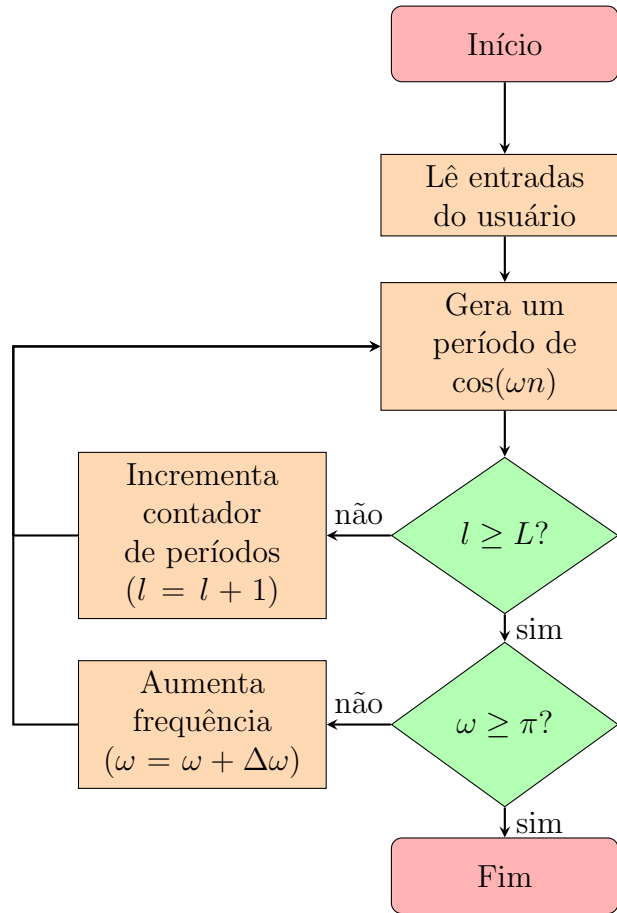 Início
Lê entradas
do usuário
Gera um
período de
cos(ωn)
Incrementa
contador
de períodos
(l = l + 1)
não
l ≥ L?
sim
Aumenta
frequência
(ω = ω + Δω)
não
ω ≥ π?
sim
Fim